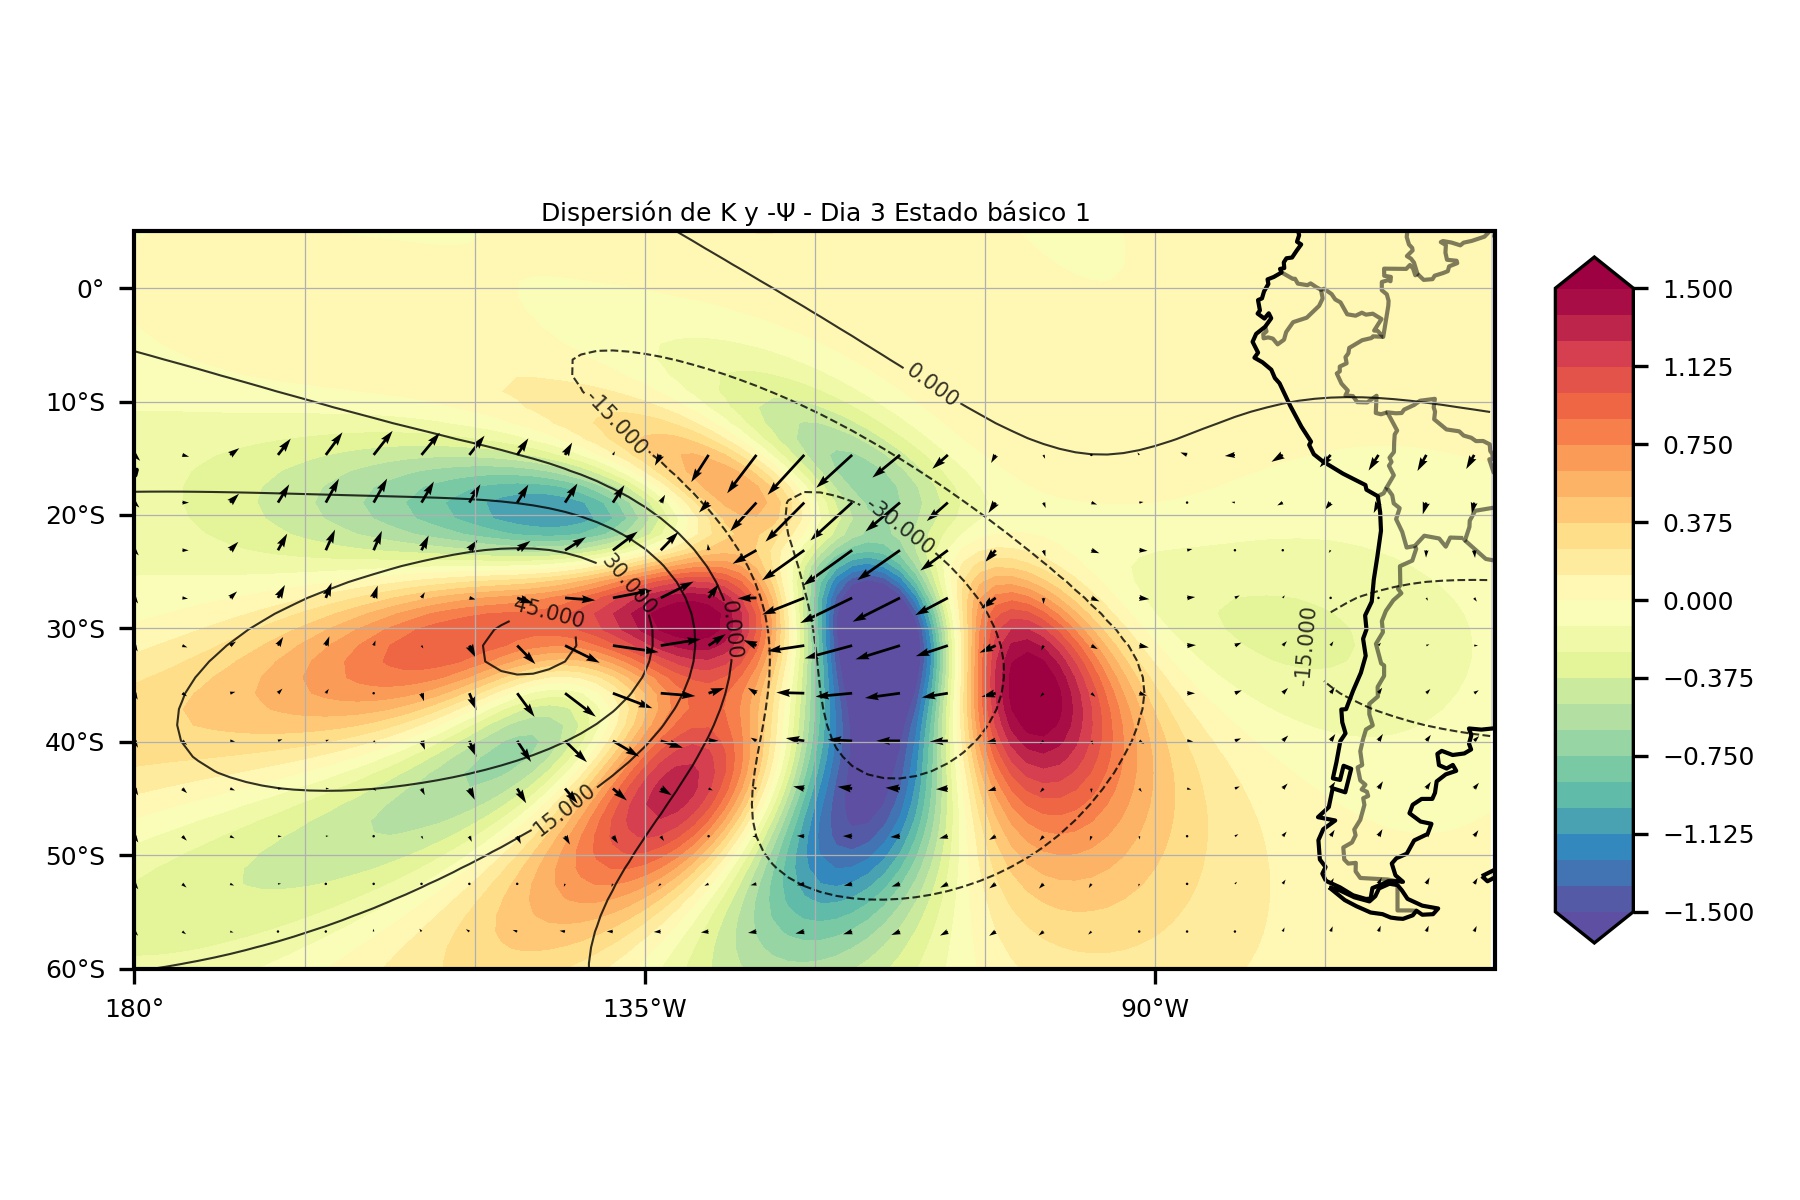 Dispersión de K y -Ψ - Dia 3 Estado básico 1
0°
10°S
20°S
30°S
40°S
50°S
60°S
180°
135°W
90°W
0.000
-15.000
-30.000
30.000
45.000
0.000
-15.000
15.000
1.500
1.125
0.750
0.375
0.000
−0.375
−0.750
−1.125
−1.500